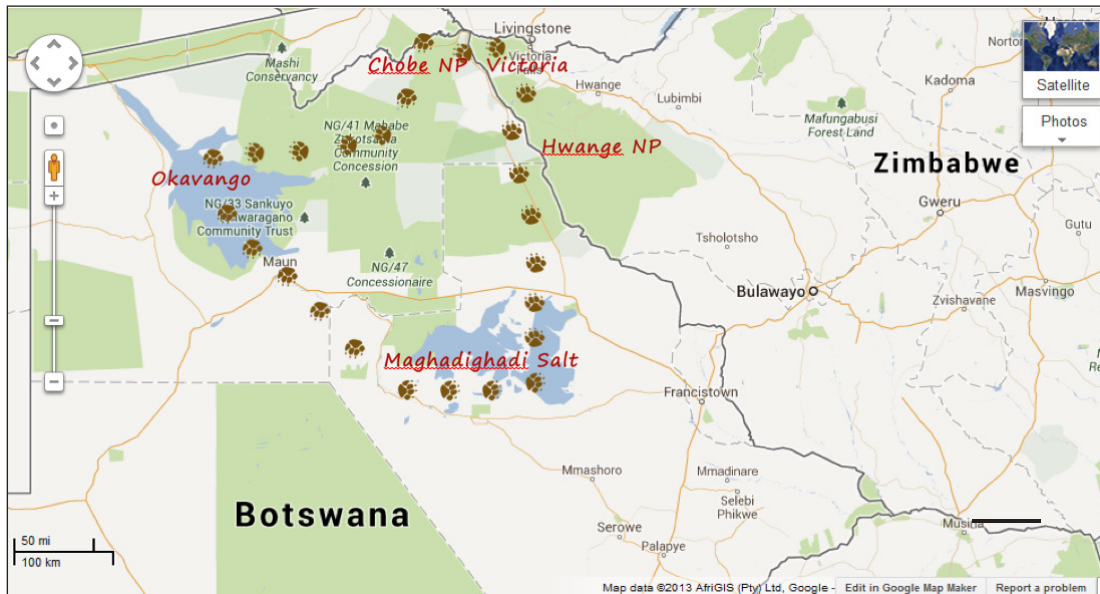 Livingstone
Victoria
Falls
Mashi
Conservancy
Chobe NP
Victoria
Hwange
Lubimbi
Kadoma
Satellite
Photos
Mafungabusi
Forest Land
NG/41 Mababe
Zukotsama
Community
Concession
Hwange NP
Zimbabwe
Okavango
Gweru
Gutu
NG/33 Sankuyo
Community Trust
Tsholotsho
Maun
NG/47
Concessionaire
Bulawayo
Zvishavane
Masvingo
Maghadighadi Salt
Francistown
Mmashoro
Mmadinare
Selebi
Phikwe
Botswana
Serowe
Palapye
Musina
50 mi
100 km
Map data ©2013 AfriGIS (Pty) Ltd, Google -
Edit in Google Map Maker
Report a problem